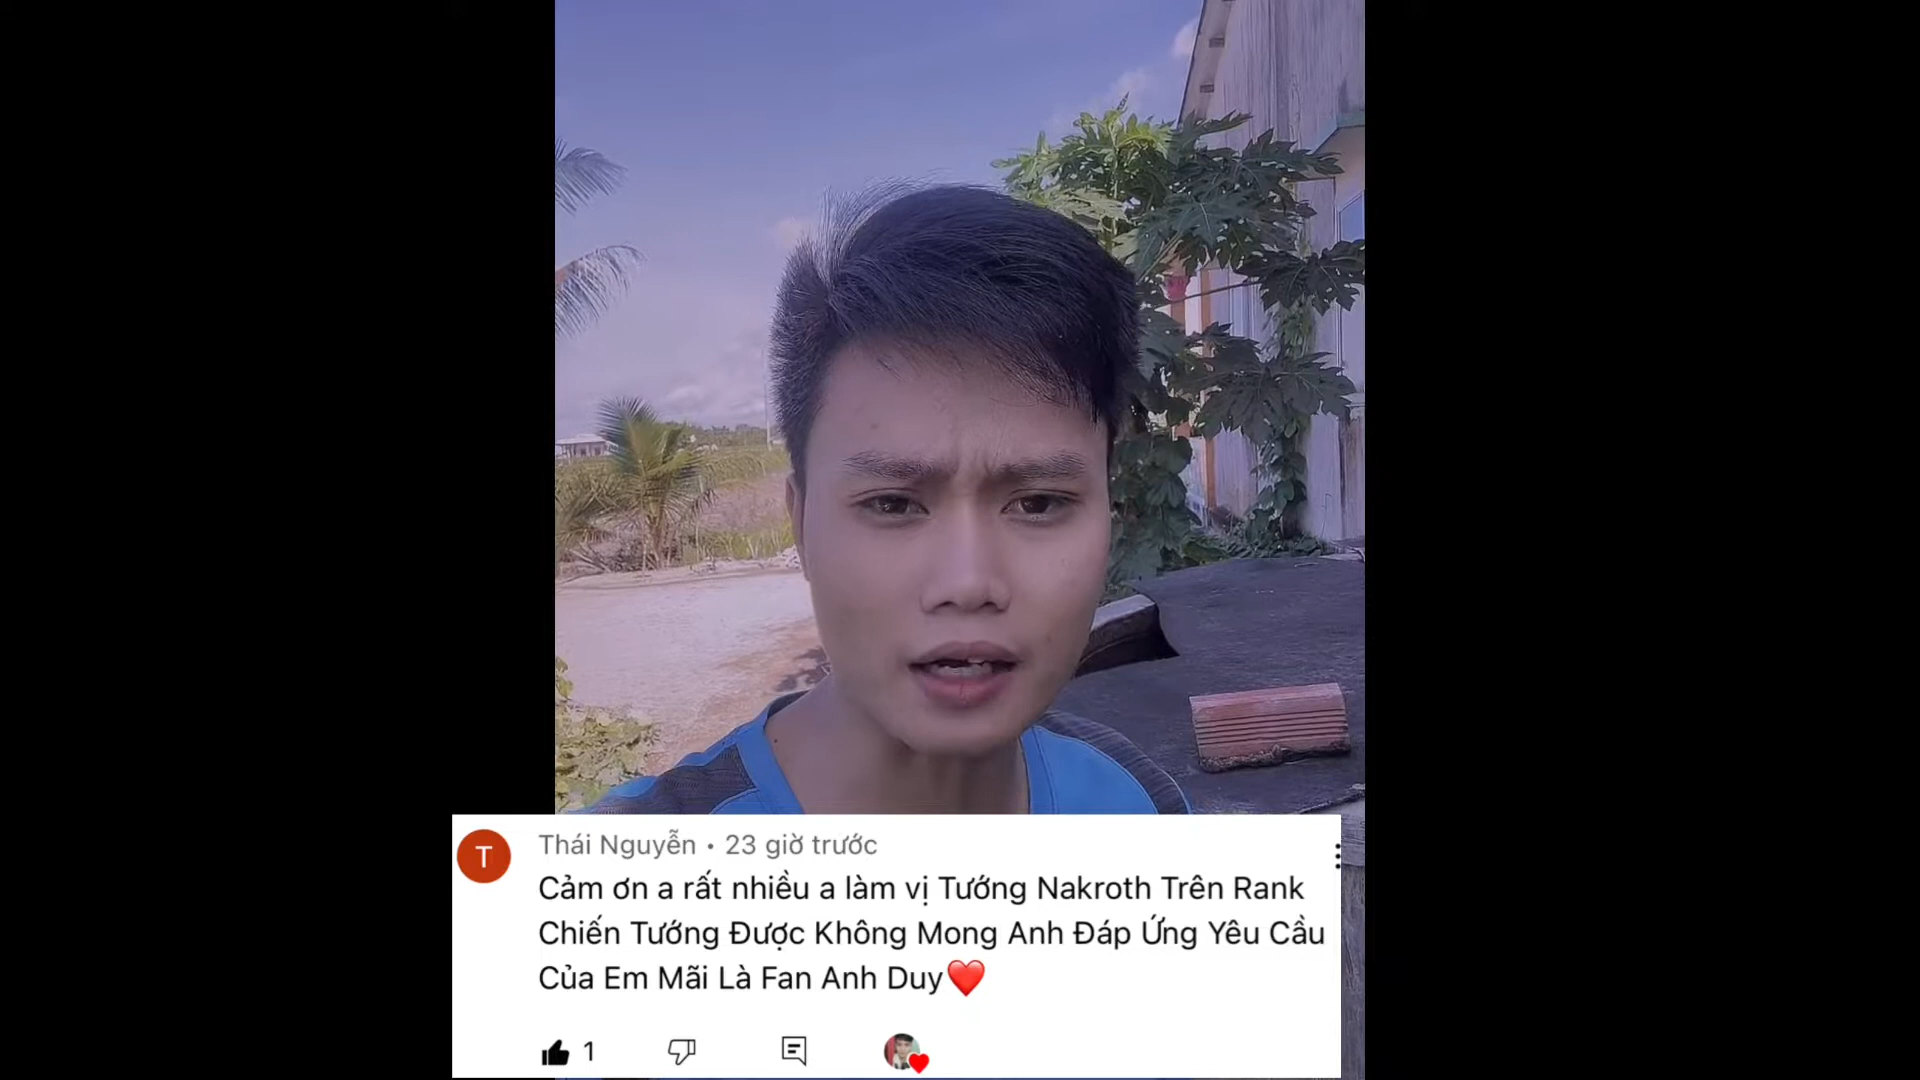 T
Thái Nguyễn • 23 giờ trước
Cảm ơn a rất nhiều a làm vị Tướng Nakroth Trên Rank
Chiến Tướng Được Không Mong Anh Đáp Ứng Yêu Cầu
Của Em Mãi Là Fan Anh Duy❤️
1